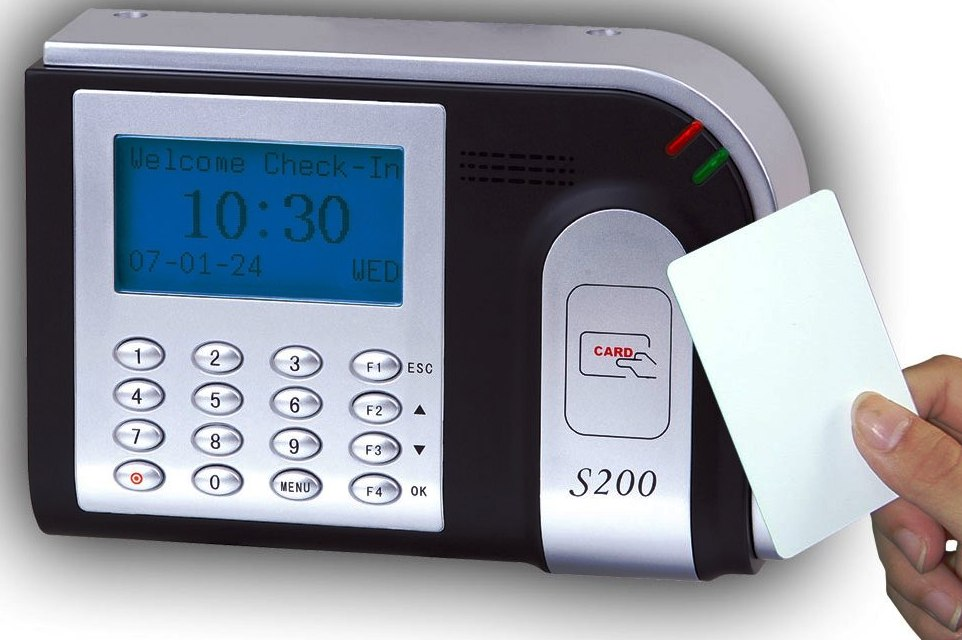 Welcome Check-In
10:30
07-01-24 WED
1 2 3 F1 ESC
4 5 6 F2 ▲
7 8 9 F3 ▼
0 MENU F4 OK
CARD
S200